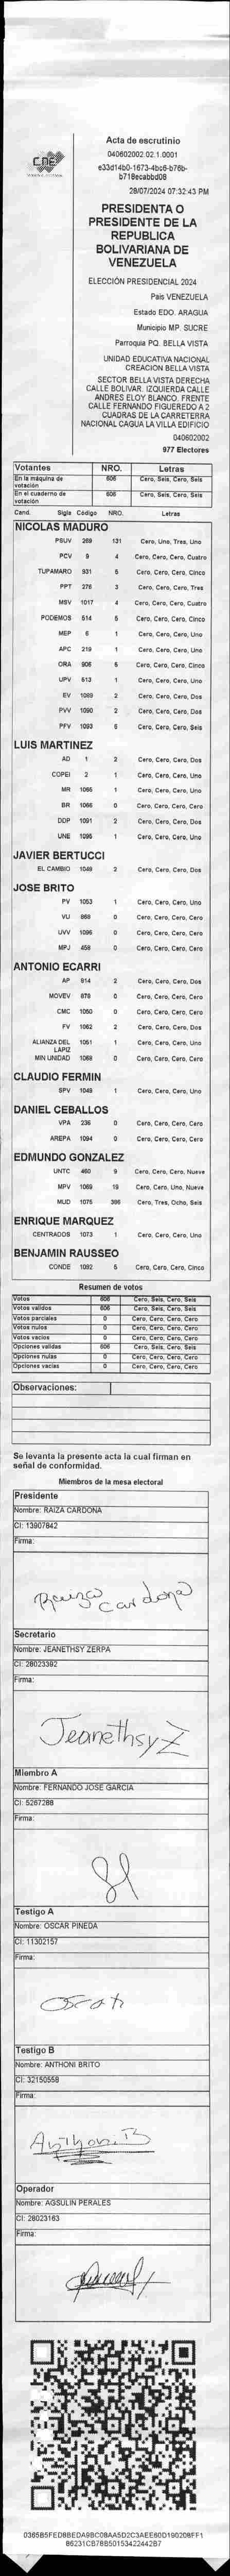 CNE
Acta de escrutinio
040602002.02.1.0001
e33d14b0-1673-4bc6-b76b-
b718ecabbd08
28/07/2024 07:32:43 PM
PRESIDENTA O
PRESIDENTE DE LA
REPUBLICA
BOLIVARIANA DE
VENEZUELA
ELECCIÓN PRESIDENCIAL 2024
Pais VENEZUELA
Estado EDO. ARAGUA
Municipio MP. SUCRE
Parroquia PQ. BELLA VISTA
UNIDAD EDUCATIVA NACIONAL
CREACION BELLA VISTA
SECTOR BELLA VISTA DERECHA
CALLE BOLIVAR. IZQUIERDA CALLE
ANDRES ELOY BLANCO. FRENTE
CALLE FERNANDO FIGUEREDO A 2
CUADRAS DE LA CARRETERRA
NACIONAL CAGUA LA VILLA EDIFICIO
040602002
977 Electores
Votantes NRO. Letras
En la máquina de votación 606 Cero, Seis, Cero, Seis
En el cuaderno de votación 606 Cero, Seis, Cero, Seis
Cand. Sigla Código NRO. Letras
NICOLAS MADURO
PSUV 269 131 Cero, Uno, Tres, Uno
PCV 9 4 Cero, Cero, Cero, Cuatro
TUPAMARO 931 5 Cero, Cero, Cero, Cinco
PPT 276 3 Cero, Cero, Cero, Tres
MSV 1017 4 Cero, Cero, Cero, Cuatro
PODEMOS 514 5 Cero, Cero, Cero, Cinco
MEP 6 1 Cero, Cero, Cero, Uno
APC 219 1 Cero, Cero, Cero, Uno
ORA 906 5 Cero, Cero, Cero, Cinco
UPV 513 1 Cero, Cero, Cero, Uno
EV 1089 2 Cero, Cero, Cero, Dos
PVV 1090 2 Cero, Cero, Cero, Dos
PFV 1093 6 Cero, Cero, Cero, Seis
LUIS MARTINEZ
AD 1 2 Cero, Cero, Cero, Dos
COPEI 2 1 Cero, Cero, Cero, Uno
MR 1065 1 Cero, Cero, Cero, Uno
BR 1066 0 Cero, Cero, Cero, Cero
DDP 1091 2 Cero, Cero, Cero, Dos
UNE 1095 1 Cero, Cero, Cero, Uno
JAVIER BERTUCCI
EL CAMBIO 1048 2 Cero, Cero, Cero, Dos
JOSE BRITO
PV 1053 1 Cero, Cero, Cero, Uno
VU 868 0 Cero, Cero, Cero, Cero
UVV 1096 0 Cero, Cero, Cero, Cero
MPJ 458 0 Cero, Cero, Cero, Cero
ANTONIO ECARRI
AP 914 2 Cero, Cero, Cero, Dos
MOVEV 878 0 Cero, Cero, Cero, Cero
CMC 1050 0 Cero, Cero, Cero, Cero
FV 1062 2 Cero, Cero, Cero, Dos
ALIANZA DEL LAPIZ 1051 1 Cero, Cero, Cero, Uno
MIN UNIDAD 1068 0 Cero, Cero, Cero, Cero
CLAUDIO FERMIN
SPV 1049 1 Cero, Cero, Cero, Uno
DANIEL CEBALLOS
VPA 236 0 Cero, Cero, Cero, Cero
AREPA 1094 0 Cero, Cero, Cero, Cero
EDMUNDO GONZALEZ
UNTC 460 9 Cero, Cero, Cero, Nueve
MPV 1069 19 Cero, Cero, Uno, Nueve
MUD 1075 386 Cero, Tres, Ocho, Seis
ENRIQUE MARQUEZ
CENTRADOS 1073 1 Cero, Cero, Cero, Uno
BENJAMIN RAUSSEO
CONDE 1092 5 Cero, Cero, Cero, Cinco
Resumen de votos
Votos 606 Cero, Seis, Cero, Seis
Votos validos 606 Cero, Seis, Cero, Seis
Votos parciales 0 Cero, Cero, Cero, Cero
Votos nulos 0 Cero, Cero, Cero, Cero
Votos vacios 0 Cero, Cero, Cero, Cero
Opciones validas 606 Cero, Seis, Cero, Seis
Opciones nulas 0 Cero, Cero, Cero, Cero
Opciones vacias 0 Cero, Cero, Cero, Cero
Observaciones:
Se levanta la presente acta la cual firman en
señal de conformidad.
Miembros de la mesa electoral
Presidente
Nombre: RAIZA CARDONA
CI: 13907842
Firma:
Raiza Cardona
Secretario
Nombre: JEANETHSY ZERPA
CI: 28023392
Firma:
Jeanethsy Z
Miembro A
Nombre: FERNANDO JOSE GARCIA
CI: 5267288
Firma:
Testigo A
Nombre: OSCAR PINEDA
CI: 11302157
Firma:
Oscar
Testigo B
Nombre: ANTHONI BRITO
CI: 32150558
Firma:
Anthoni B
Operador
Nombre: AGSULIN PERALES
CI: 28023163
Firma:
0365B5FED8BEDA9BC08AA5D2C3AEE60D190208FF1
86231CB78B50153422442B7